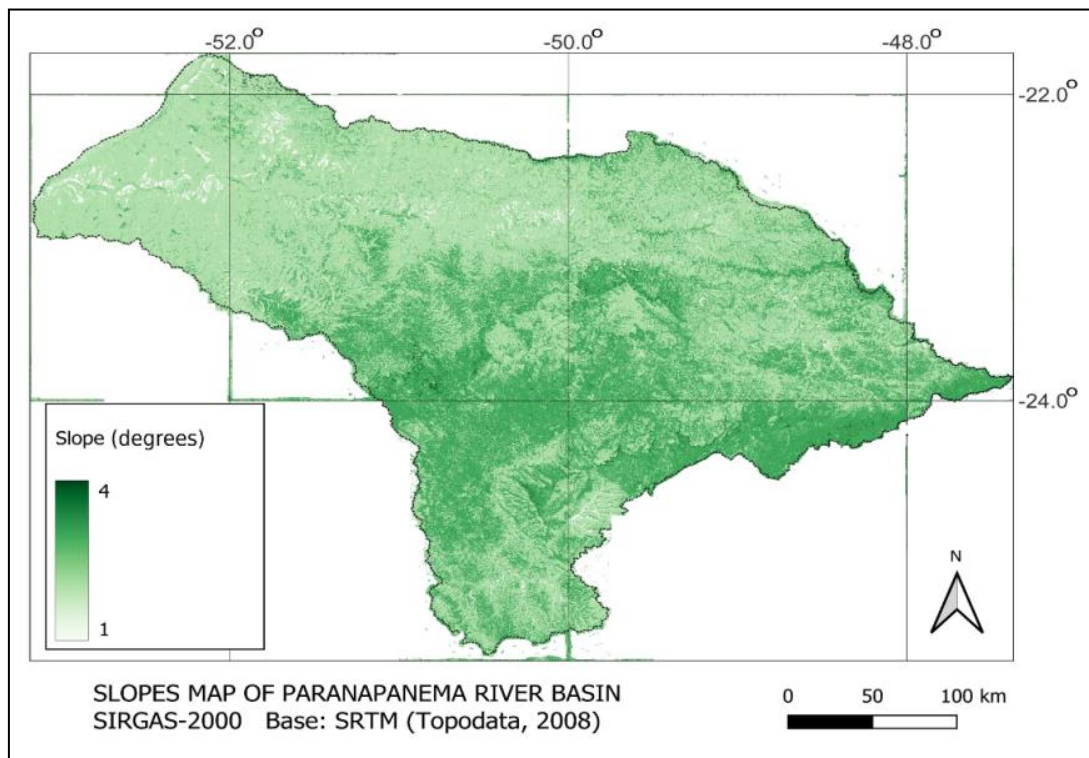 -52.0° -50.0° -48.0°
-22.0°
-24.0°
Slope (degrees)
4
1
N
SLOPES MAP OF PARANAPANEMA RIVER BASIN
SIRGAS-2000 Base: SRTM (Topodata, 2008)
0 50 100 km